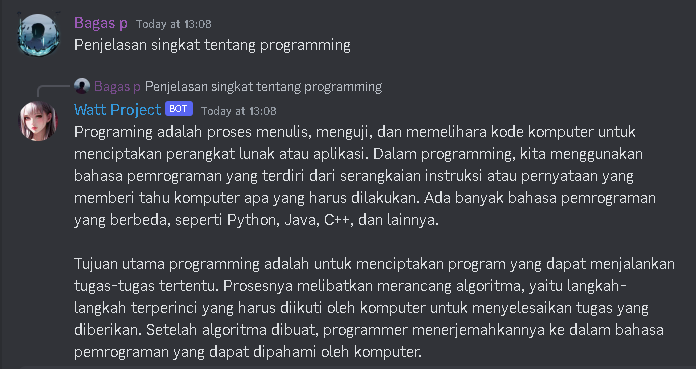 Bagas p Today at 13:08
Penjelasan singkat tentang programming
Bagas p Penjelasan singkat tentang programming
Watt Project BOT Today at 13:08
Programing adalah proses menulis, menguji, dan memelihara kode komputer untuk
menciptakan perangkat lunak atau aplikasi. Dalam programming, kita menggunakan
bahasa pemrograman yang terdiri dari serangkaian instruksi atau pernyataan yang
memberi tahu komputer apa yang harus dilakukan. Ada banyak bahasa pemrograman
yang berbeda, seperti Python, Java, C++, dan lainnya.
Tujuan utama programming adalah untuk menciptakan program yang dapat menjalankan
tugas-tugas tertentu. Prosesnya melibatkan merancang algoritma, yaitu langkah-
langkah terperinci yang harus diikuti oleh komputer untuk menyelesaikan tugas yang
diberikan. Setelah algoritma dibuat, programmer menerjemahkannya ke dalam bahasa
pemrograman yang dapat dipahami oleh komputer.